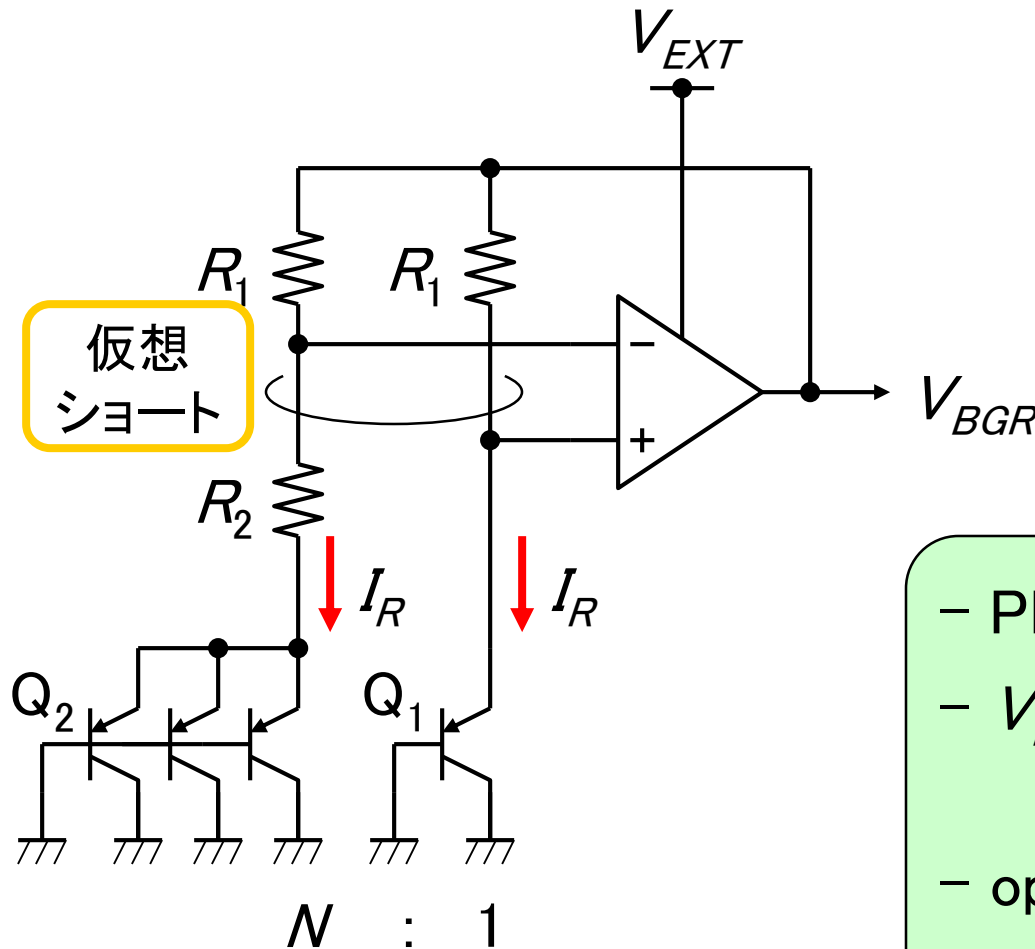 V_EXT
R₁
R₁
仮想
ショート
−
+
V_BGR
R₂
I_R
I_R
Q₂
Q₁
N : 1
−
− V
− op